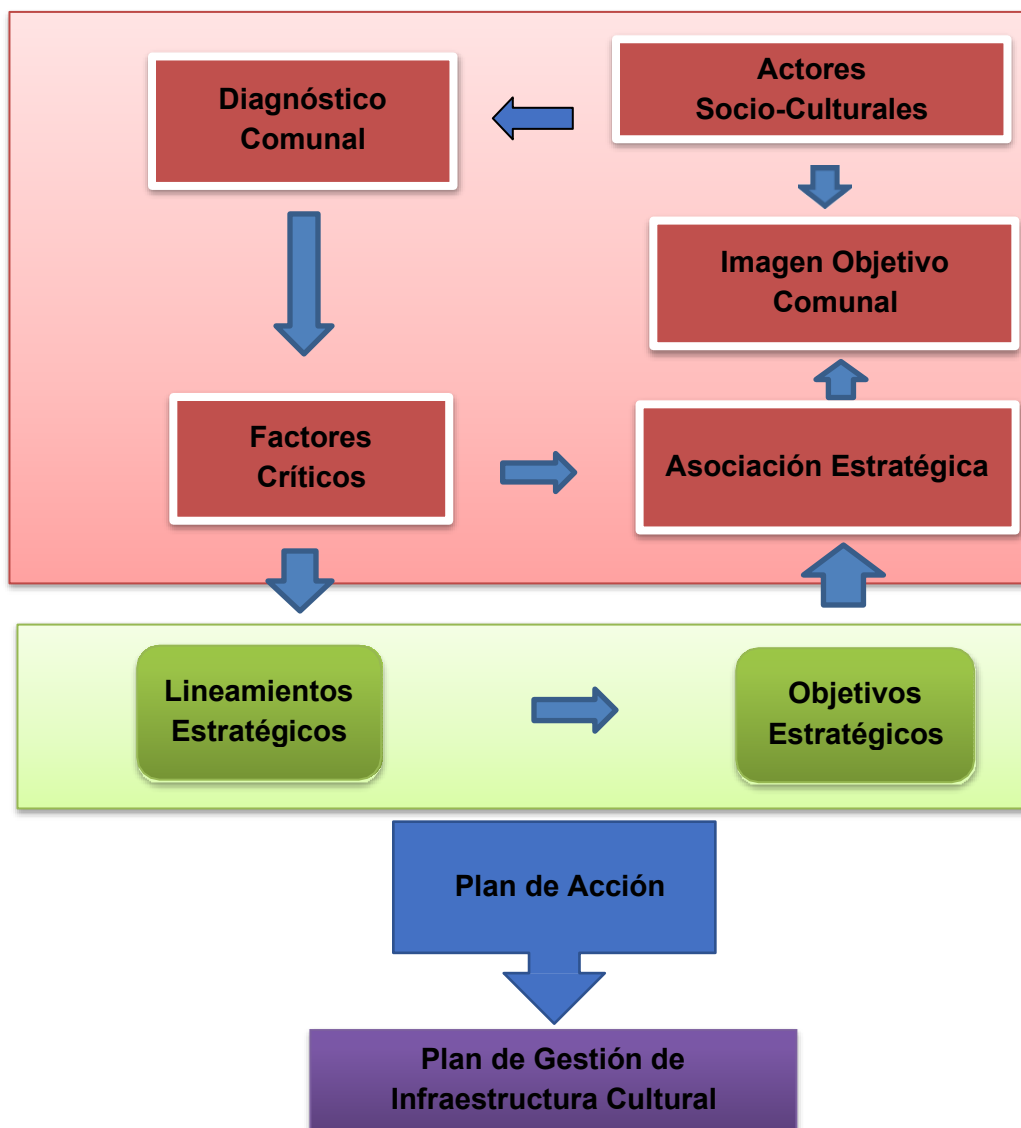 Diagnóstico
Comunal
Actores
Socio-Culturales
Imagen Objetivo
Comunal
Factores
Críticos
Asociación Estratégica
Lineamientos
Estratégicos
Objetivos
Estratégicos
Plan de Acción
Plan de Gestión de
Infraestructura Cultural